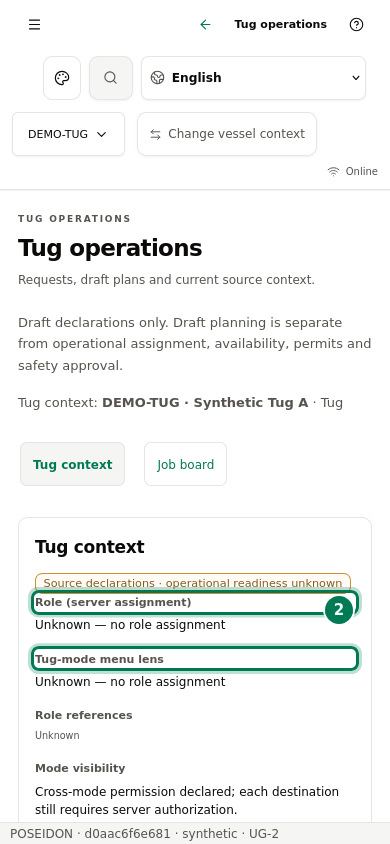 Tug operations
English
DEMO-TUG
Change vessel context
Online
TUG OPERATIONS
Tug operations
Requests, draft plans and current source context.
Draft declarations only. Draft planning is separate
from operational assignment, availability, permits and
safety approval.
Tug context: DEMO-TUG · Synthetic Tug A · Tug
Tug context
Job board
Tug context
Source declarations · operational readiness unknown
Role (server assignment)
2
Unknown — no role assignment
Tug-mode menu lens
Unknown — no role assignment
Role references
Unknown
Mode visibility
Cross-mode permission declared; each destination
still requires server authorization.
POSEIDON · d0aac6f6e681 · synthetic · UG-2